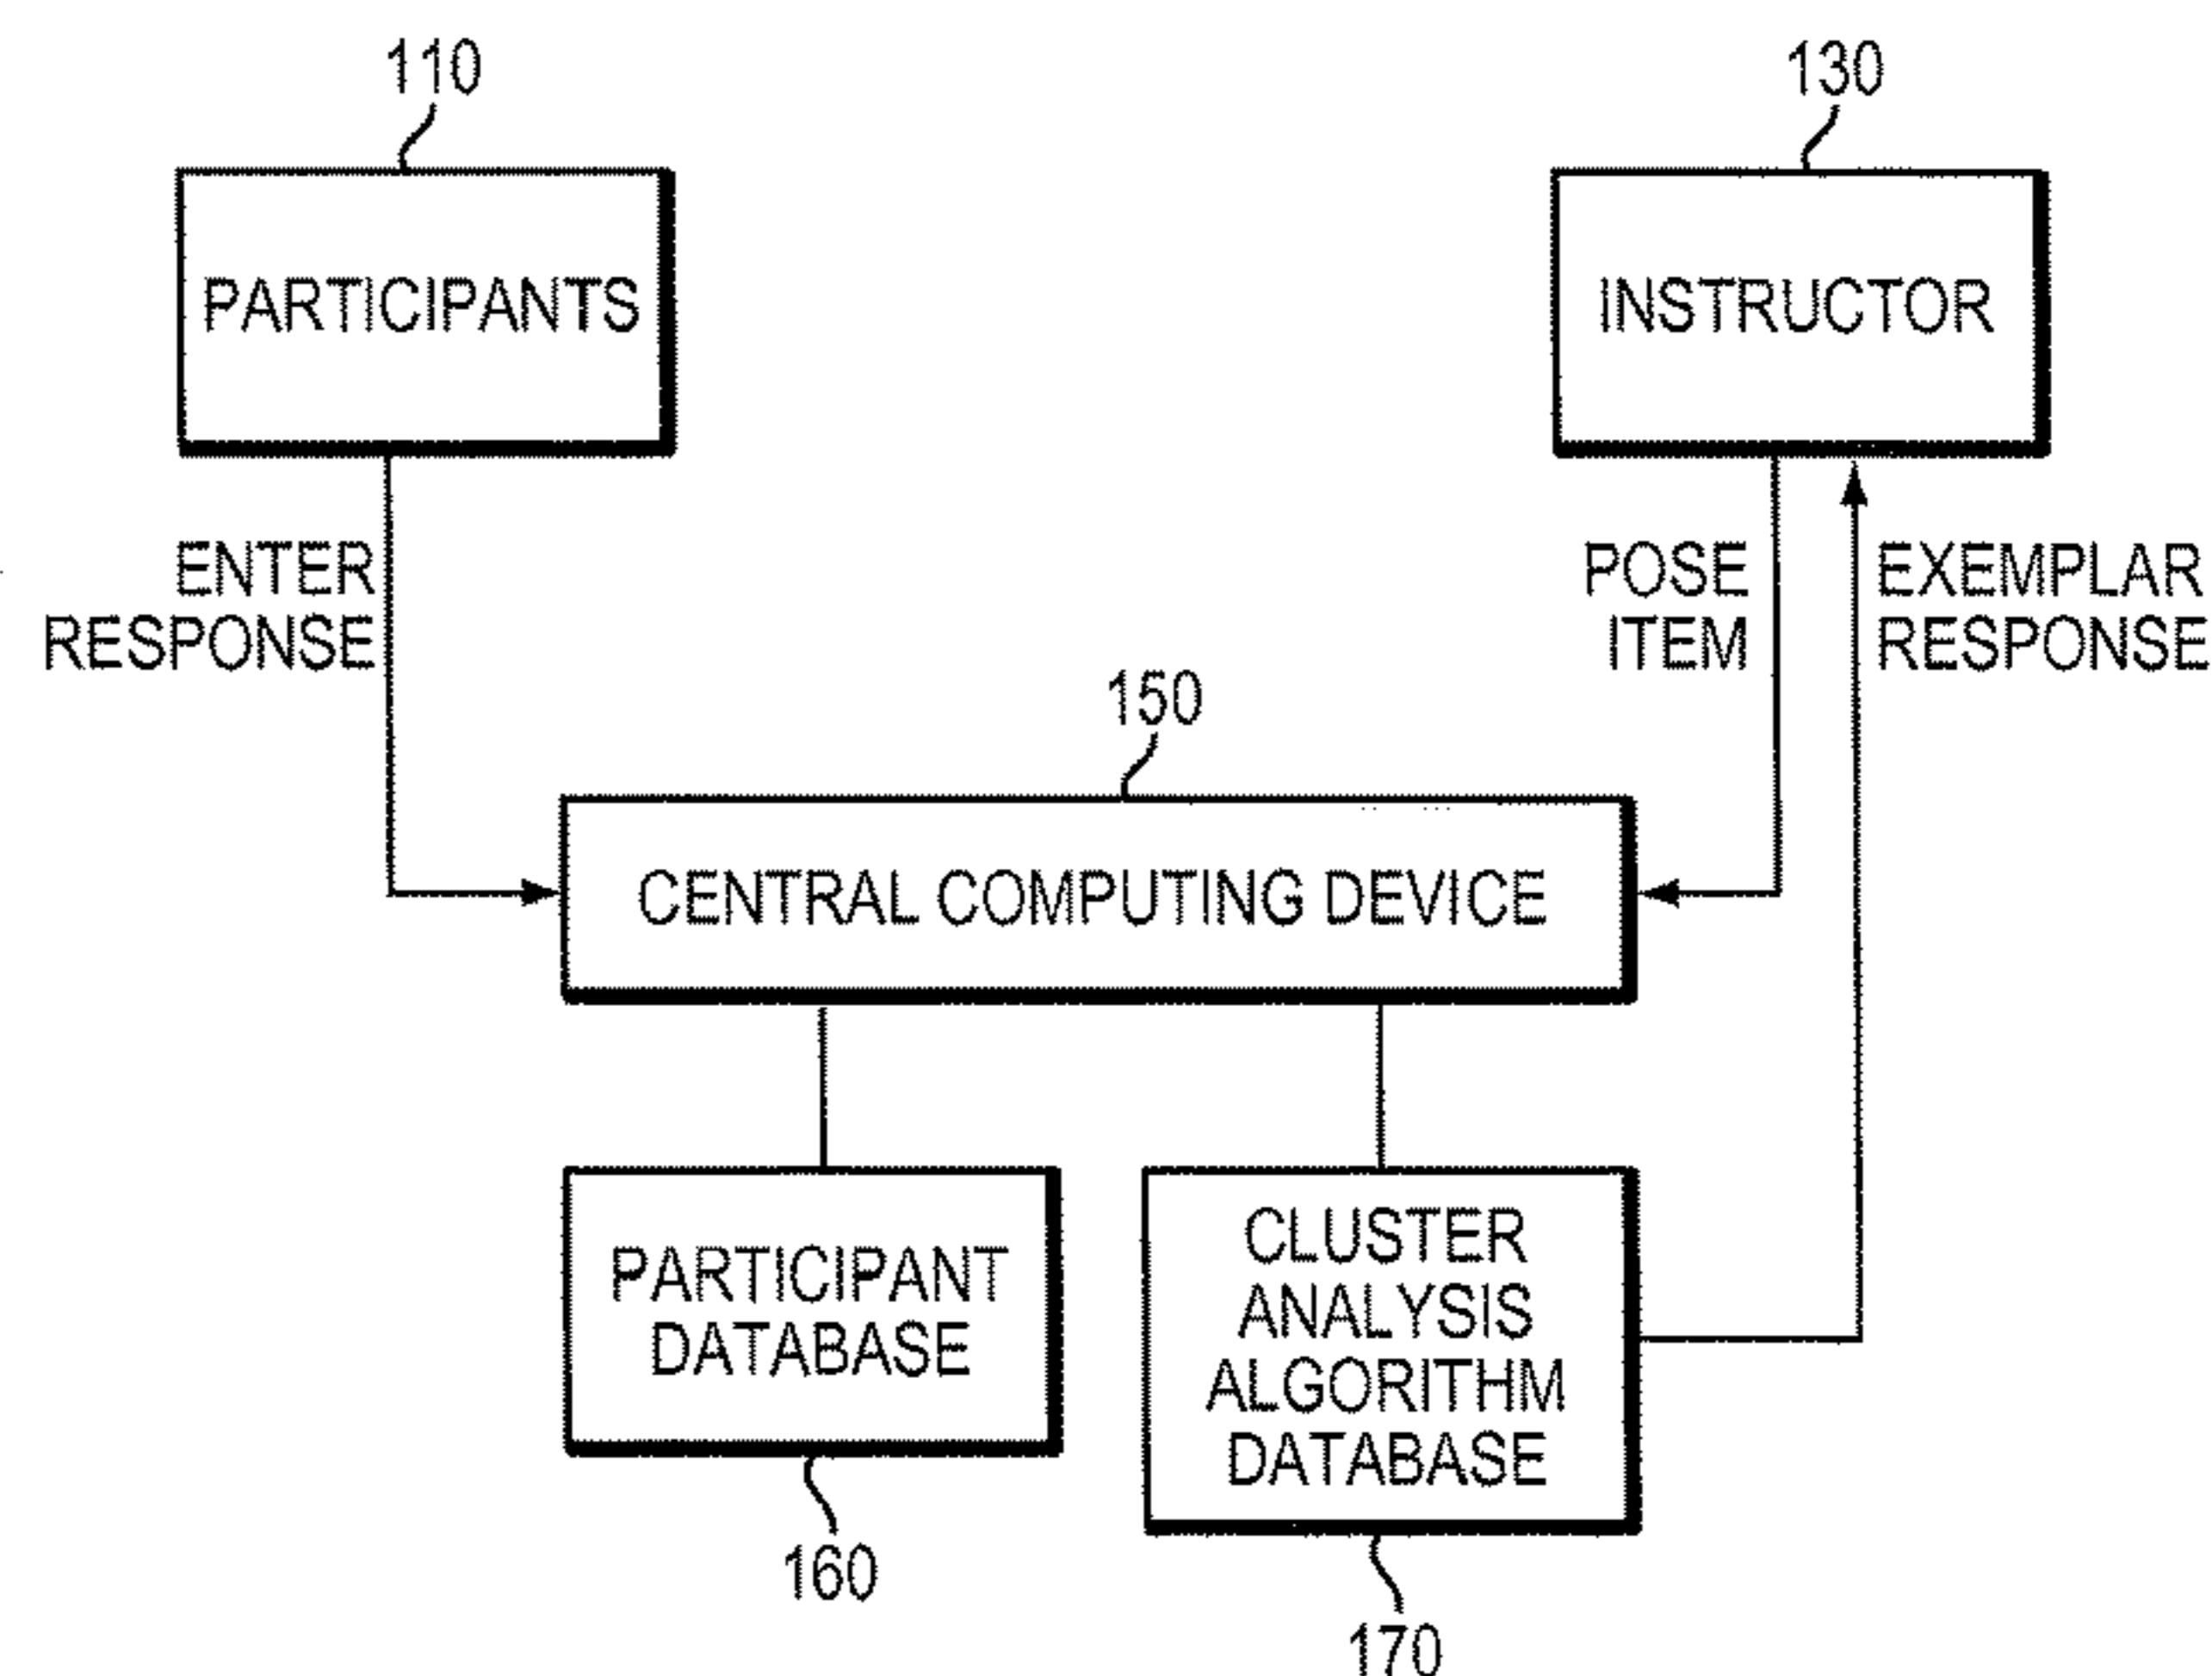 110
130
PARTICIPANTS
INSTRUCTOR
ENTER
RESPONSE
POSE
ITEM
EXEMPLAR
RESPONSE
150
CENTRAL COMPUTING DEVICE
PARTICIPANT
DATABASE
CLUSTER
ANALYSIS
ALGORITHM
DATABASE
160
170